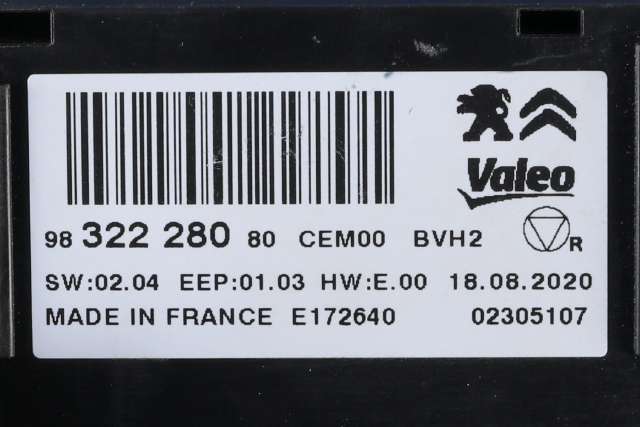 Valeo
98 322 280 80 CEM00 BVH2
R
SW:02.04 EEP:01.03 HW:E.00 18.08.2020
MADE IN FRANCE E172640 02305107